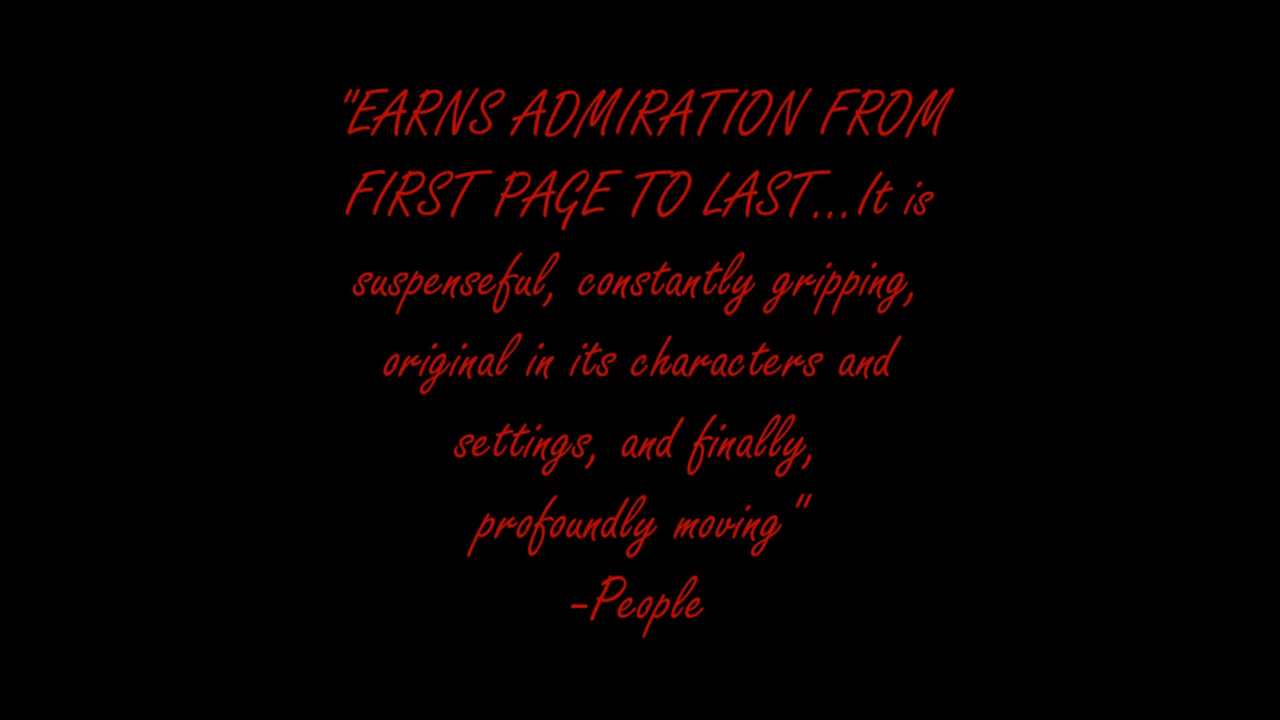 "EARNS ADMIRATION FROM
FIRST PAGE TO LAST...It is
suspenseful, constantly gripping,
original in its characters and
settings, and finally,
profoundly moving"
-People